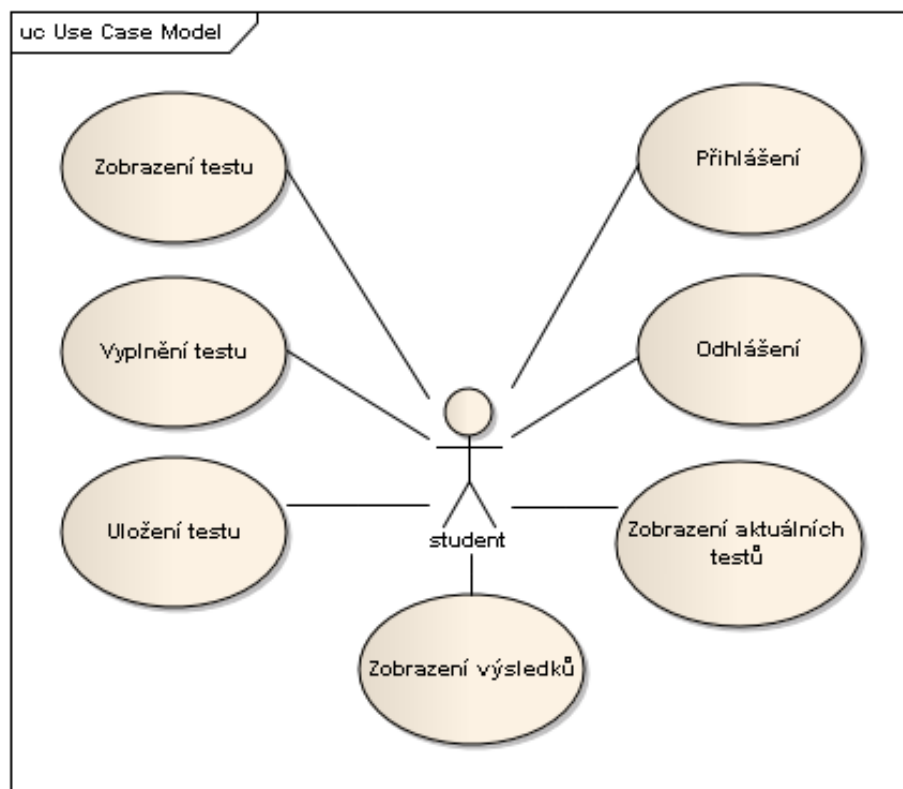 uc Use Case Model
Zobrazení testu
Přihlášení
Vyplnění testu
Odhlášení
Uložení testu
student
Zobrazení aktuálních
testů
Zobrazení výsledků